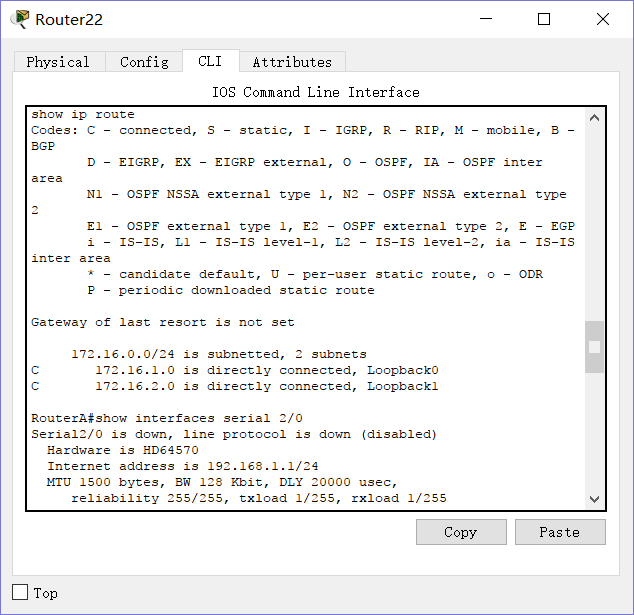 Router22
Physical Config CLI Attributes
IOS Command Line Interface
show ip route
Codes: C - connected, S - static, I - IGRP, R - RIP, M - mobile, B -
BGP
       D - EIGRP, EX - EIGRP external, O - OSPF, IA - OSPF inter
area
       N1 - OSPF NSSA external type 1, N2 - OSPF NSSA external type
2
       E1 - OSPF external type 1, E2 - OSPF external type 2, E - EGP
       i - IS-IS, L1 - IS-IS level-1, L2 - IS-IS level-2, ia - IS-IS
inter area
       * - candidate default, U - per-user static route, o - ODR
       P - periodic downloaded static route
Gateway of last resort is not set
     172.16.0.0/24 is subnetted, 2 subnets
C       172.16.1.0 is directly connected, Loopback0
C       172.16.2.0 is directly connected, Loopback1
RouterA#show interfaces serial 2/0
Serial2/0 is down, line protocol is down (disabled)
  Hardware is HD64570
  Internet address is 192.168.1.1/24
  MTU 1500 bytes, BW 128 Kbit, DLY 20000 usec,
     reliability 255/255, txload 1/255, rxload 1/255
Copy Paste
Top